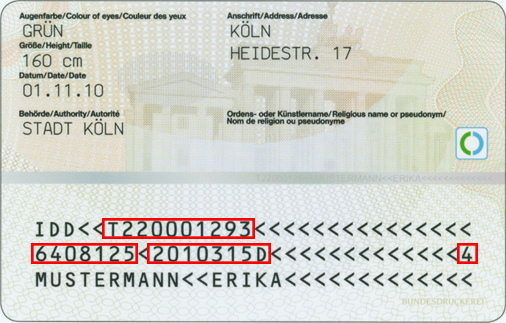 Augenfarbe/Colour of eyes/Couleur des yeux
GRÜN
Größe/Height/Taille
160 cm
Datum/Date/Date
01.11.10
Behörde/Authority/Autorité
STADT KÖLN
Anschrift/Address/Adresse
KÖLN
HEIDESTR. 17
Ordens- oder Künstlername/Religious name or pseudonym/
Nom de religion ou pseudonyme
T22000129
MUSTERMANN<<ERIKA<<<<<<<<<<<<<
IDD<<T220001293<<<<<<<<<<<<<<<
6408125<2010315D<<<<<<<<<<<<<4
MUSTERMANN<<ERIKA<<<<<<<<<<<<<
BUNDESDRUCKEREI